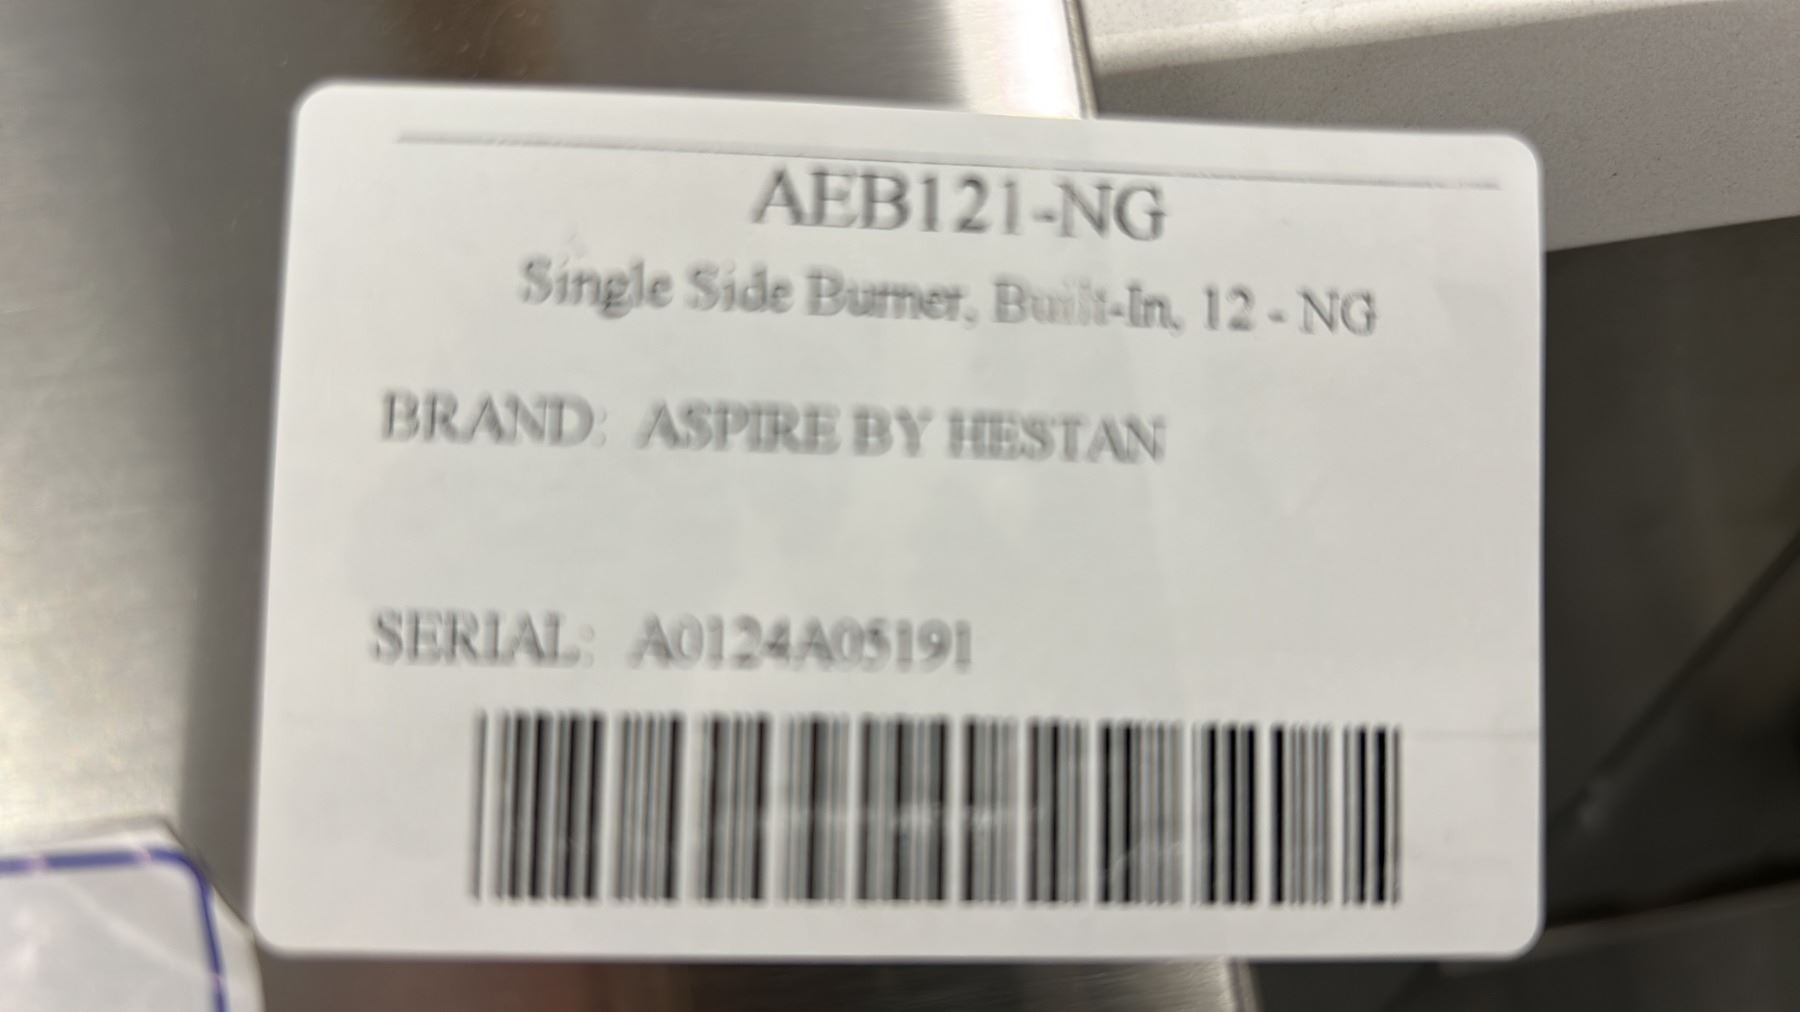 AEB121-NG
Single Side Burner, Built-In, 12 - NG
BRAND: ASPIRE BY HESTAN
SERIAL: A0124A05191